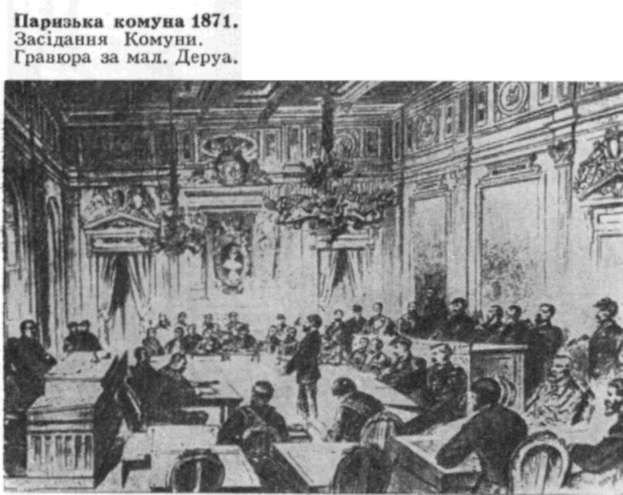 Паризька комуна 1871.
Засідання Комуни.
Гравюра за мал. Деруа.